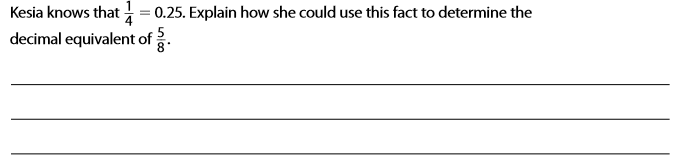 Kesia knows that 1/4 = 0.25. Explain how she could use this fact to determine the
decimal equivalent of 5/8.